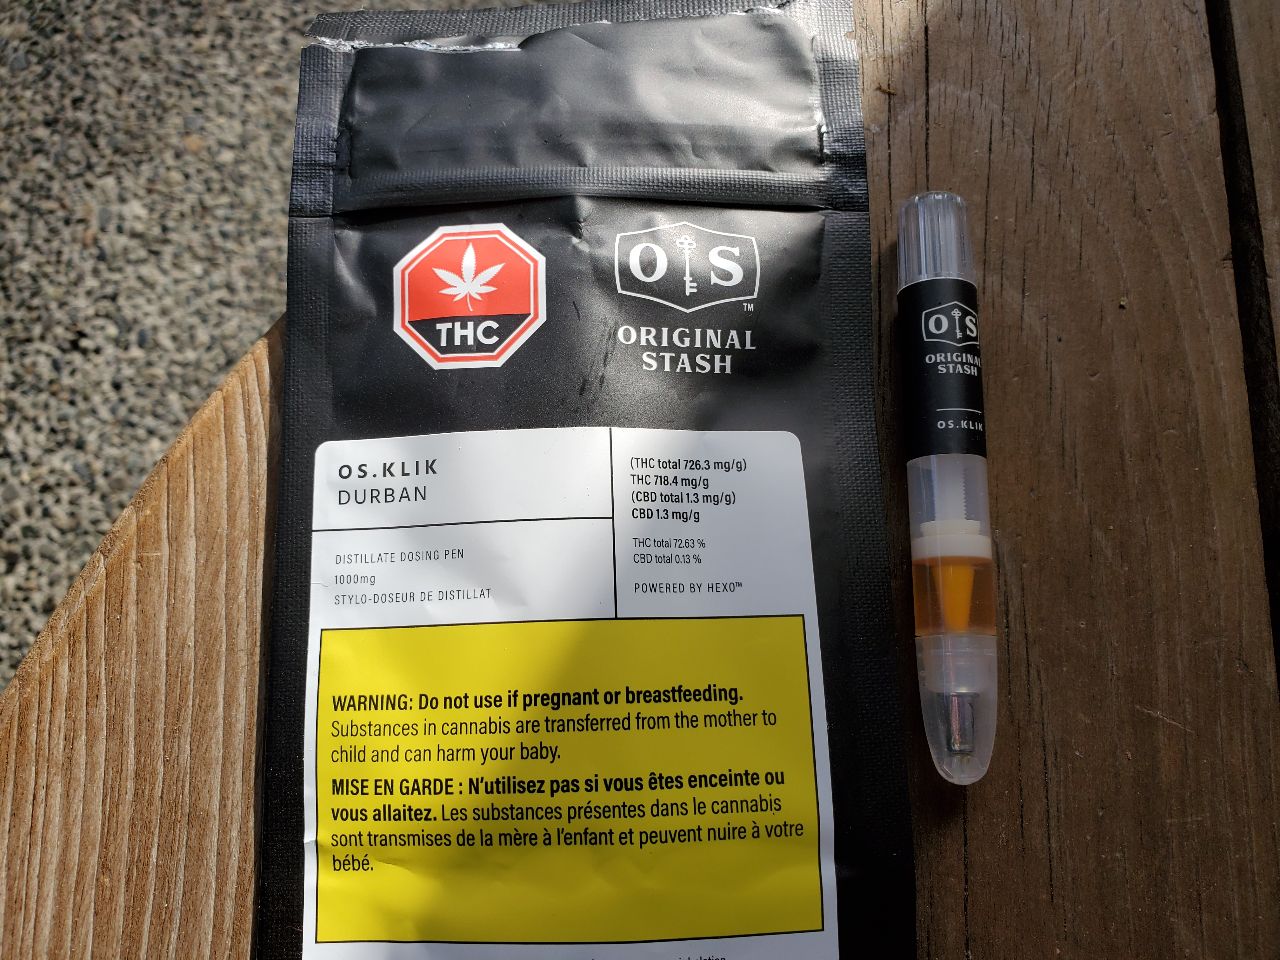 THC
O S
TM
ORIGINAL
STASH
OS.KLIK
DURBAN
DISTILLATE DOSING PEN
1000mg
STYLO-DOSEUR DE DISTILLAT
(THC total 726.3 mg/g)
THC 718.4 mg/g
(CBD total 1.3 mg/g)
CBD 1.3 mg/g
THC total 72.63 %
CBD total 0.13 %
POWERED BY HEXO™
WARNING: Do not use if pregnant or breastfeeding.
Substances in cannabis are transferred from the mother to
child and can harm your baby.
MISE EN GARDE : N'utilisez pas si vous êtes enceinte ou
vous allaitez. Les substances présentes dans le cannabis
sont transmises de la mère à l'enfant et peuvent nuire à votre
bébé.
O S
ORIGINAL
STASH
OS.KLIK